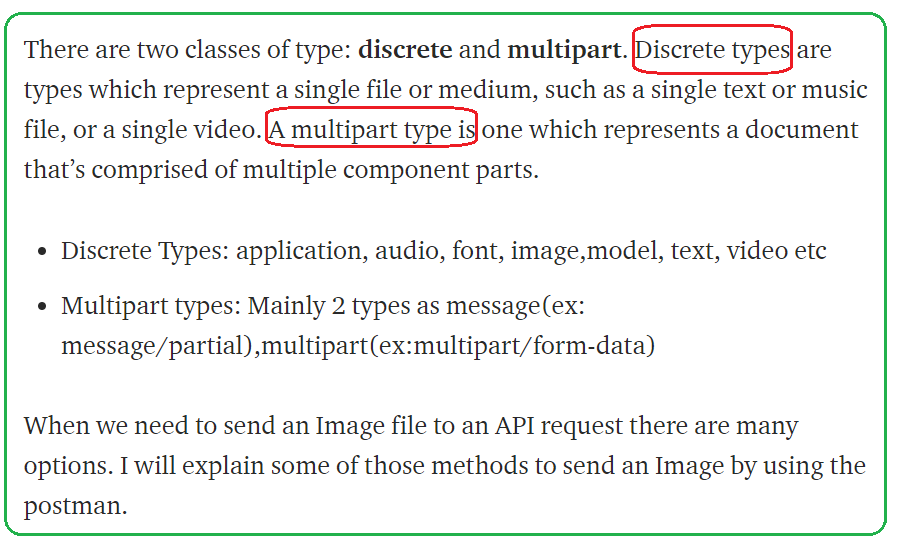 There are two classes of type: discrete and multipart. Discrete types are
types which represent a single file or medium, such as a single text or music
file, or a single video. A multipart type is one which represents a document
that’s comprised of multiple component parts.
• Discrete Types: application, audio, font, image,model, text, video etc
• Multipart types: Mainly 2 types as message(ex:
message/partial),multipart(ex:multipart/form-data)
When we need to send an Image file to an API request there are many
options. I will explain some of those methods to send an Image by using the
postman.